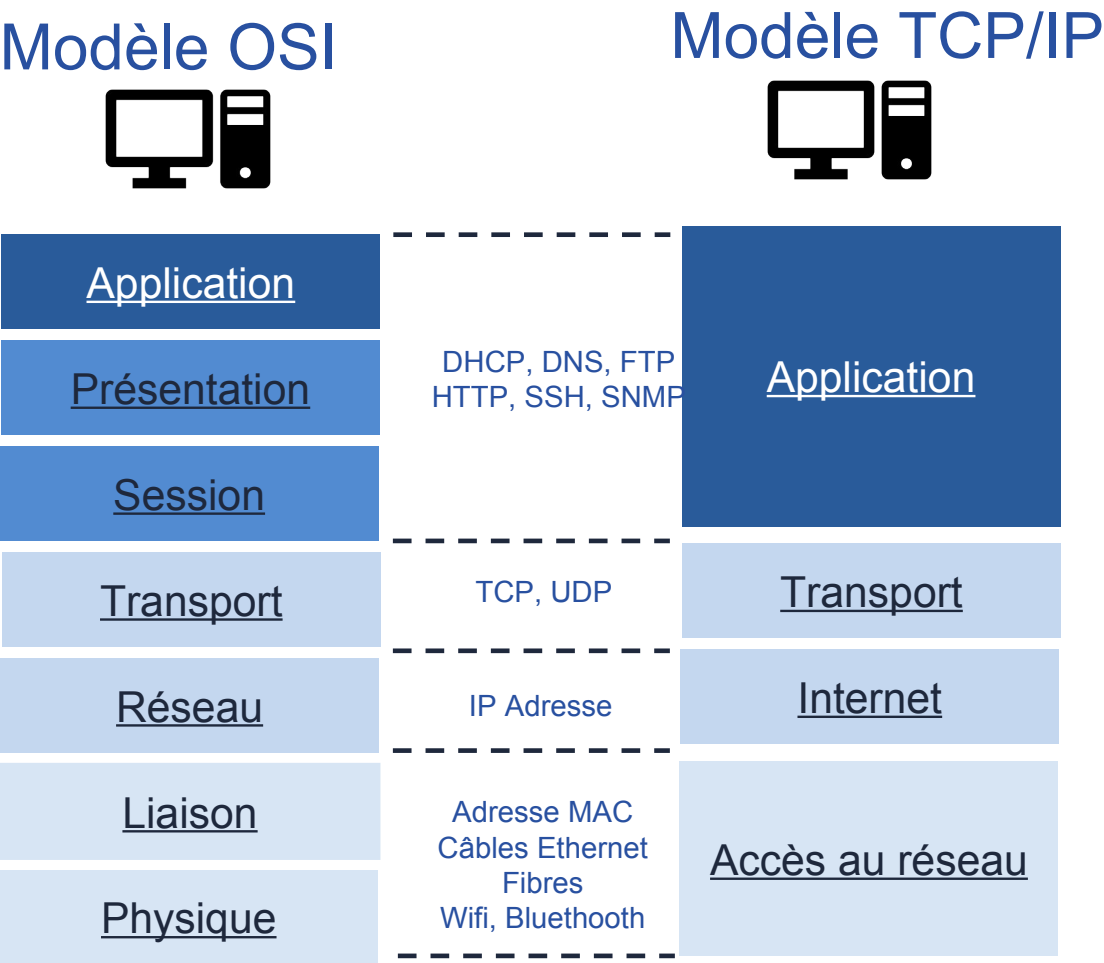 Modèle OSI
Modèle TCP/IP
Application
Présentation
Session
Transport
Réseau
Liaison
Physique
DHCP, DNS, FTP
HTTP, SSH, SNMP
TCP, UDP
IP Adresse
Adresse MAC
Câbles Ethernet
Fibres
Wifi, Bluethooth
Application
Transport
Internet
Accès au réseau